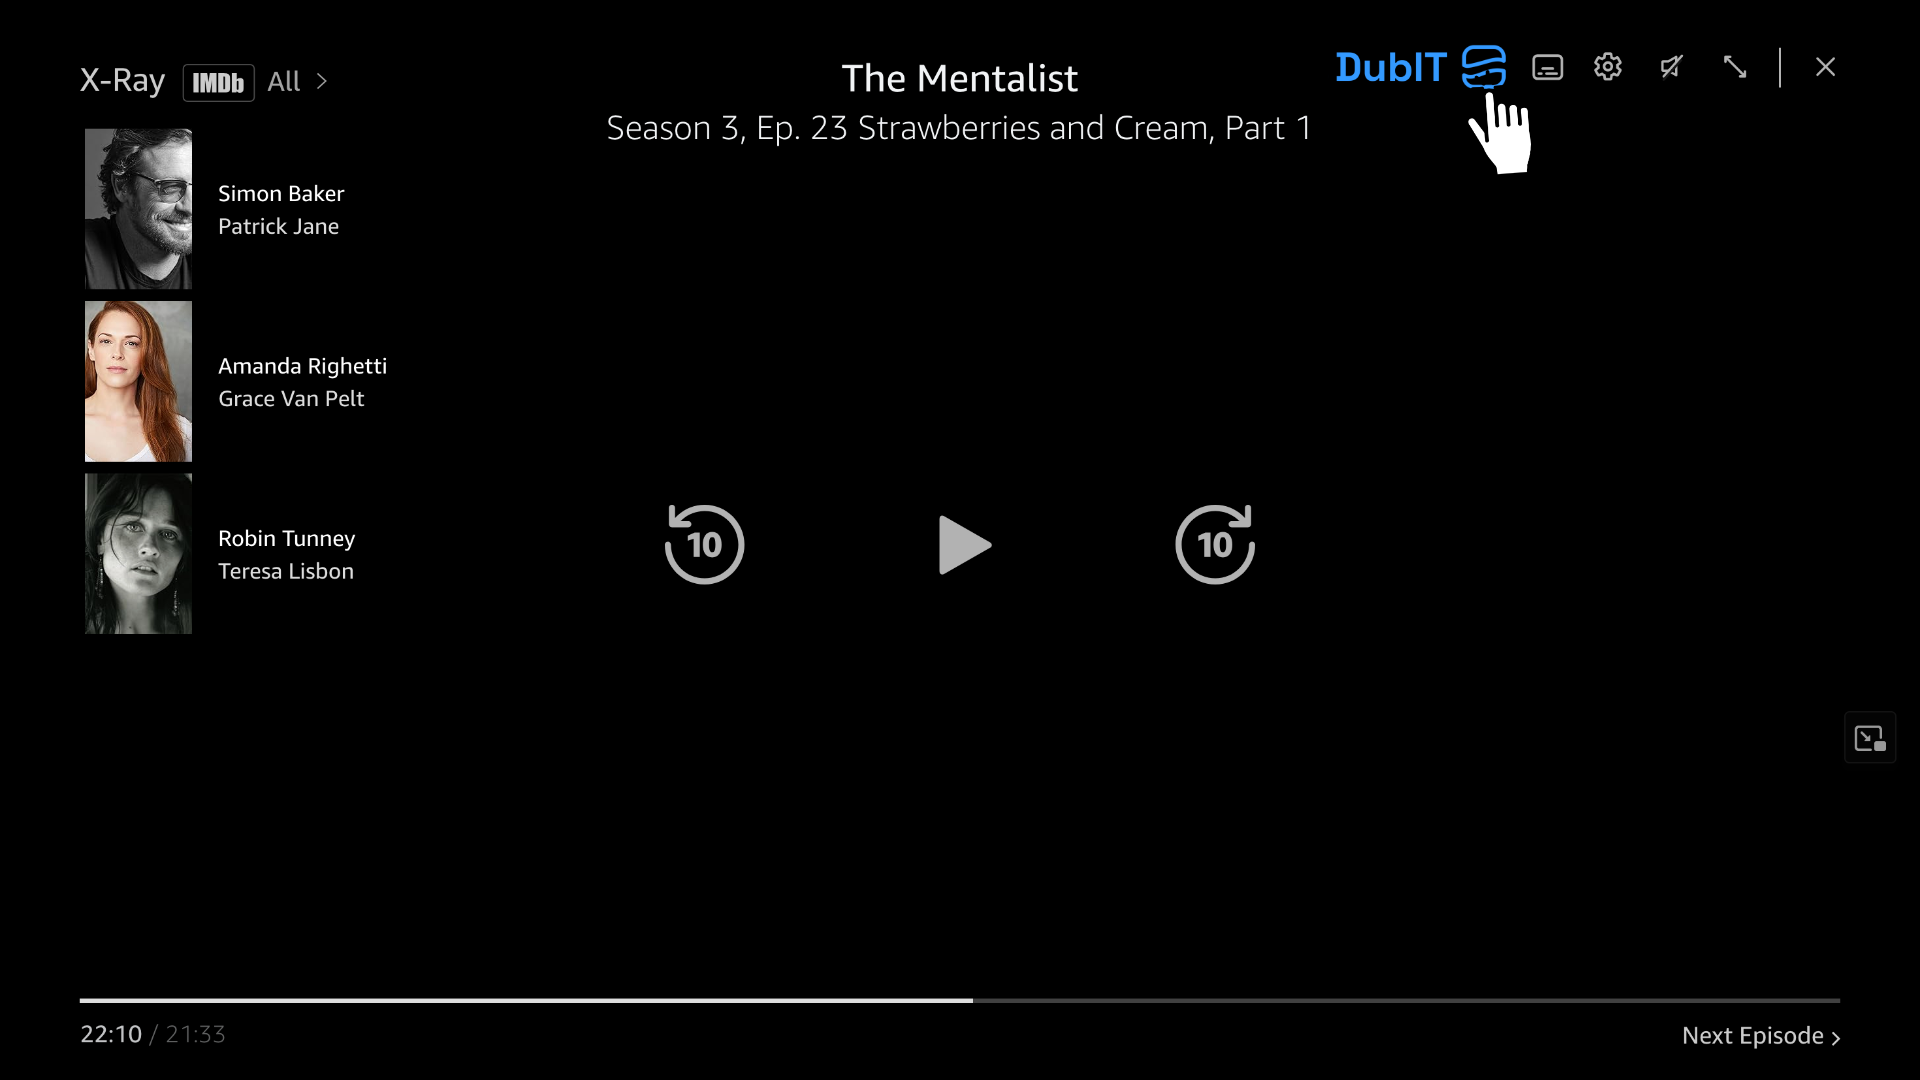 X-Ray IMDb All
The Mentalist
DubIT
Season 3, Ep. 23 Strawberries and Cream, Part 1
Simon Baker
Patrick Jane
Amanda Righetti
Grace Van Pelt
Robin Tunney
Teresa Lisbon
10
10
22:10 / 21:33
Next Episode